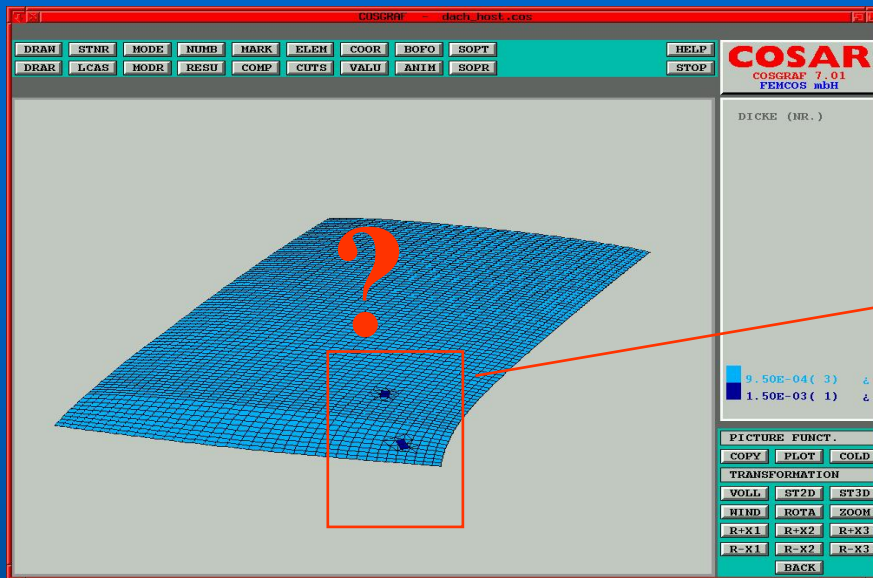 COSGRAF - dach_host.cos
DRAW STNR MODE NUMB MARK ELEM COOR BOFO SOPT HELP
DRAR LCAS MODR RESU COMP CUTS VALU ANIM SOPR STOP
COSAR
COSGRAF 7.01
FEMCOS mbH
DICKE (NR.)
?
9.50E-04( 3) ¿
1.50E-03( 1) ¿
PICTURE FUNCT.
COPY PLOT COLD
TRANSFORMATION
VOLL ST2D ST3D
WIND ROTA ZOOM
R+X1 R+X2 R+X3
R-X1 R-X2 R-X3
BACK